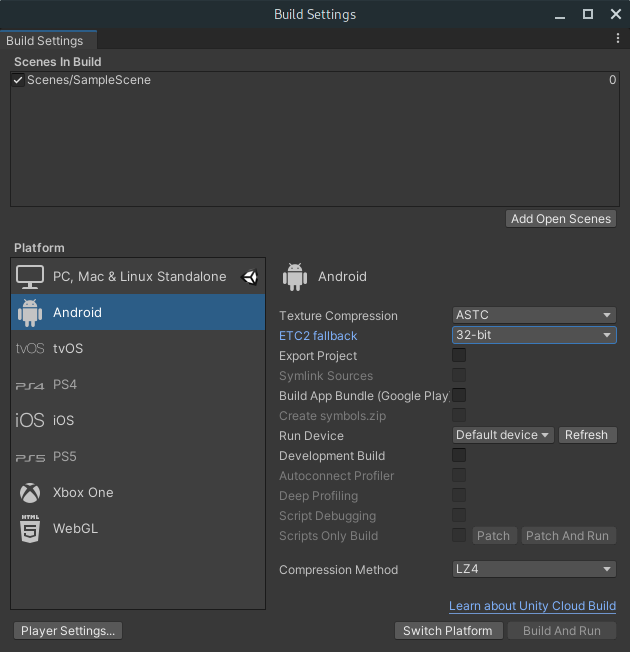 Build Settings
Build Settings
Scenes In Build
Scenes/SampleScene 0
Add Open Scenes
Platform
PC, Mac & Linux Standalone
Android
tvOS tvOS
PS4 PS4
iOS iOS
PS5 PS5
Xbox One
HTML 5 WebGL
Android
Texture Compression ASTC
ETC2 fallback 32-bit
Export Project
Symlink Sources
Build App Bundle (Google Play
Create symbols.zip
Run Device Default device Refresh
Development Build
Autoconnect Profiler
Deep Profiling
Script Debugging
Scripts Only Build Patch Patch And Run
Compression Method LZ4
Learn about Unity Cloud Build
Player Settings... Switch Platform Build And Run